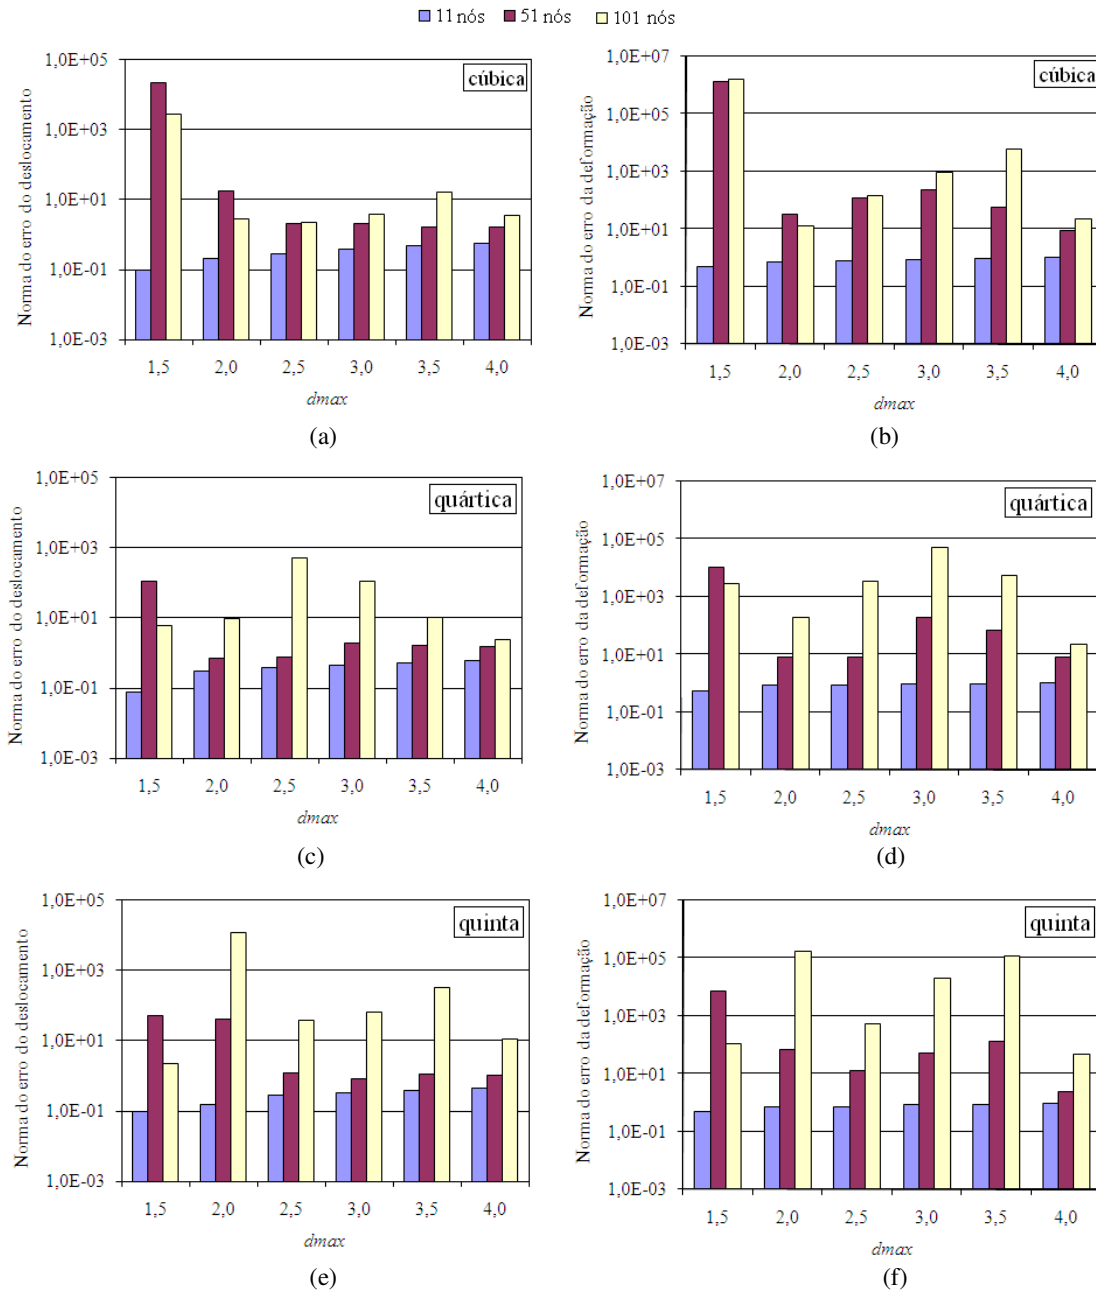 11 nós 51 nós 101 nós
Norma do erro do deslocamento
1,0E+05
1,0E+03
1,0E+01
1,0E-01
1,0E-03
cúbica
1,5 2,0 2,5 3,0 3,5 4,0
dmax
(a)
Norma do erro da deformação
1,0E+07
1,0E+05
1,0E+03
1,0E+01
1,0E-01
1,0E-03
cúbica
1,5 2,0 2,5 3,0 3,5 4,0
dmax
(b)
Norma do erro do deslocamento
1,0E+05
1,0E+03
1,0E+01
1,0E-01
1,0E-03
quártica
1,5 2,0 2,5 3,0 3,5 4,0
dmax
(c)
Norma do erro da deformação
1,0E+07
1,0E+05
1,0E+03
1,0E+01
1,0E-01
1,0E-03
quártica
1,5 2,0 2,5 3,0 3,5 4,0
dmax
(d)
Norma do erro do deslocamento
1,0E+05
1,0E+03
1,0E+01
1,0E-01
1,0E-03
quinta
1,5 2,0 2,5 3,0 3,5 4,0
dmax
(e)
Norma do erro da deformação
1,0E+07
1,0E+05
1,0E+03
1,0E+01
1,0E-01
1,0E-03
quinta
1,5 2,0 2,5 3,0 3,5 4,0
dmax
(f)